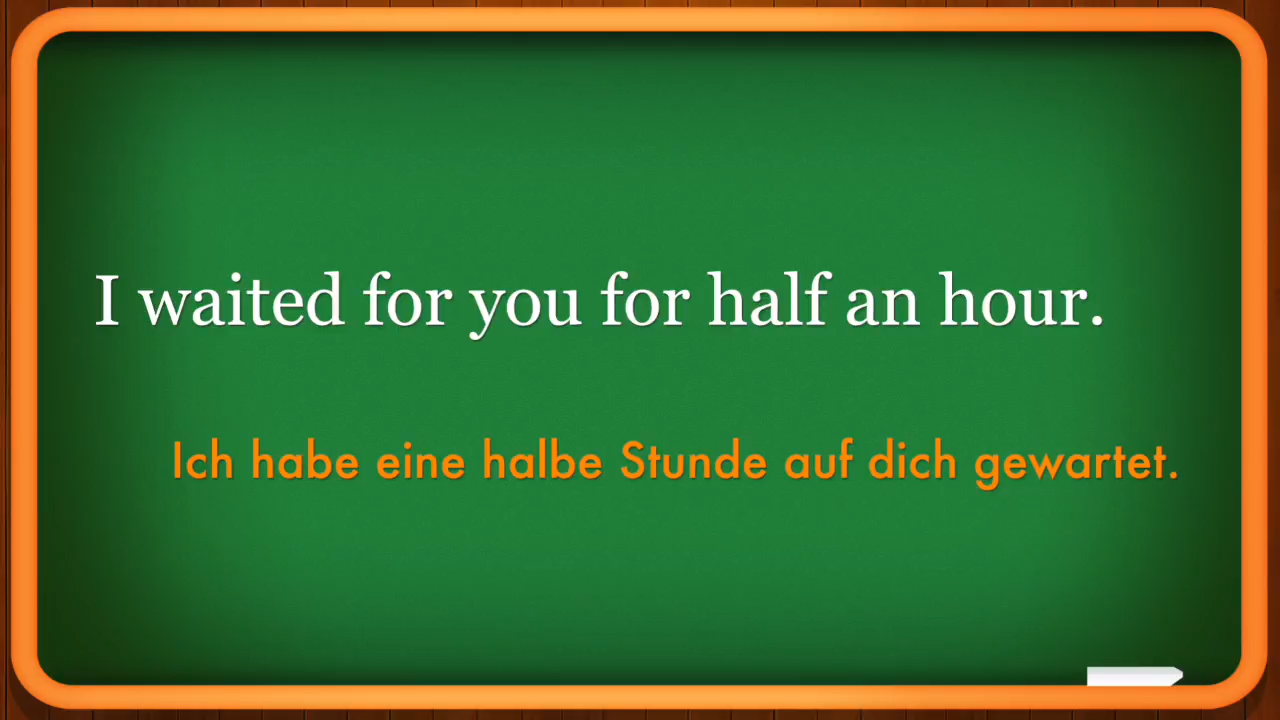 I waited for you for half an hour.
Ich habe eine halbe Stunde auf dich gewartet.